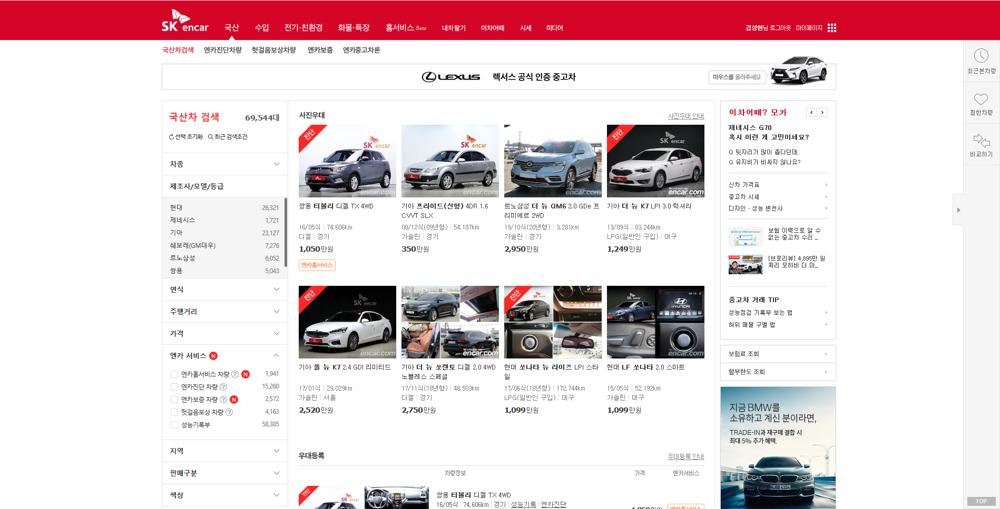 SK encar
국산 수입 전기·친환경 화물·특장 홈서비스 Beta 내차팔기 이차어때 시세 미디어
김상현님 로그아웃 마이페이지
국산차검색 엔카진단차량 헛걸음보상차량 엔카보증 엔카중고차론
LEXUS 렉서스 공식 인증 중고차 마우스를 올려주세요
최근본차량
찜한차량
비교하기
국산차 검색 69,544대
선택 초기화 최근 검색조건
차종
제조사/모델/등급
현대 26,321
제네시스 1,721
기아 23,127
쉐보레(GM대우) 7,276
르노삼성 6,052
쌍용 5,043
연식
주행거리
가격
엔카 서비스 N
엔카홈서비스 차량 ? N 1,941
엔카진단 차량 ? 15,260
엔카보증 차량 ? N 2,572
헛걸음보상 차량 ? 4,163
성능기록부 58,385
지역
판매구분
색상
사진우대 사진우대 안내
진단
SK encar
encar.com
쌍용 티볼리 디젤 TX 4WD
16/05식 74,606km
디젤 경기
1,050만원
엔카홈서비스
SK encar
encar.com
기아 프라이드(신형) 4DR 1.6
CVVT SLX
08/12식(09년형) 54,187km
가솔린 경기
350만원
encar.com
르노삼성 더 뉴 QM6 2.0 GDe 프
리미에르 2WD
19/10식(20년형) 3,281km
가솔린 경기
2,950만원
진단
SK encar
encar.com
기아 더 뉴 K7 LPI 3.0 럭셔리
13/09식 83,244km
LPG(일반인 구입) 대구
1,249만원
진단
SK encar
encar.com
기아 올 뉴 K7 2.4 GDI 리미티드
17/01식 29,029km
가솔린 서울
2,520만원
encar.com
기아 더 뉴 쏘렌토 디젤 2.0 4WD
노블레스 스페셜
17/11식(18년형) 48,503km
디젤 경기
2,750만원
진단
encar.com
현대 쏘나타 뉴 라이즈 LPI 스타
일
17/06식(18년형) 172,744km
LPG(일반인 구입) 대구
1,099만원
SK encar
HYUNDAI
encar.com
현대 LF 쏘나타 2.0 스마트
15/05식 52,192km
가솔린 대구
1,099만원
우대등록 우대등록 안내
차량정보 가격 엔카서비스
진단
SK encar
쌍용 티볼리 디젤 TX 4WD
16/05식 74,606km 경기 성능기록 엔카진단
1,050만원 엔카홈서비스
이차어때? 모카
제네시스 G70
혹시 이런 게 고민이세요?
Q 뒷자리가 많이 좁다던데.
Q 유지비가 비싸지 않나요?
신차 가격표
중고차 시세
디자인 · 성능 변천사
보험 이력으로 알 수
없는 중고차 수리 ...
[브로리뷰] 4,895만 원
짜리 모하비 더 마...
중고차 거래 TIP
성능점검 기록부 보는 법
허위 매물 구별 법
보험료 조회
할부한도 조회
지금 BMW를
소유하고 계신 분이라면,
TRADE-IN과 재구매 결합 시
최대 5% 추가 혜택.
M·BB 4104
TOP